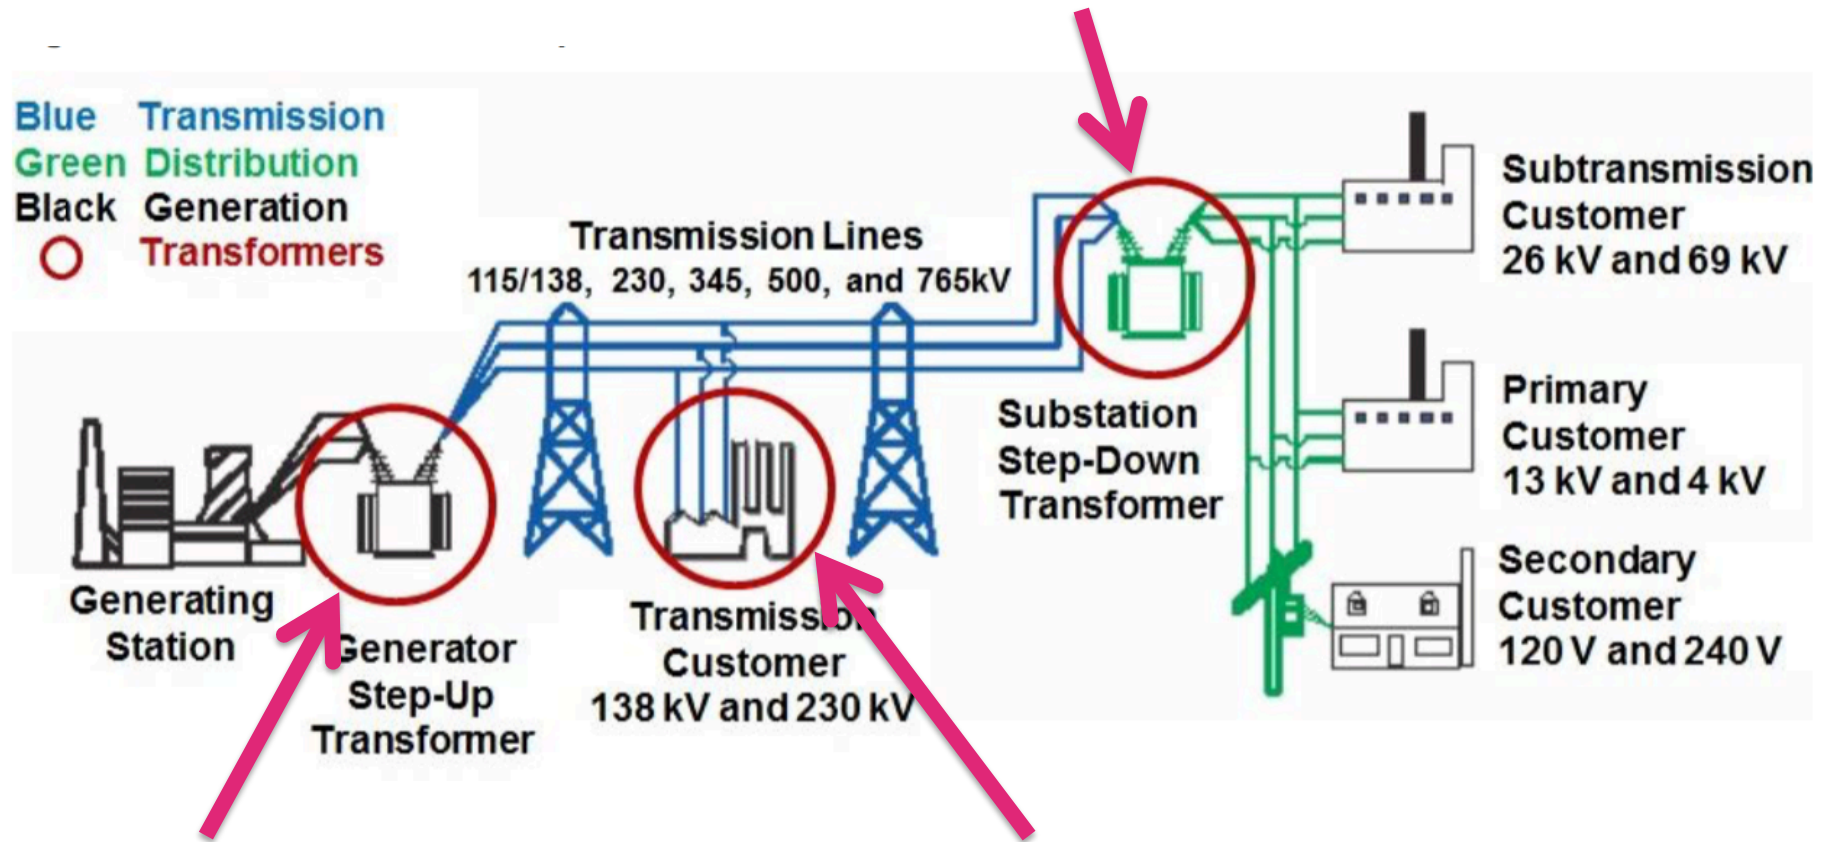 Blue Transmission
Green Distribution
Black Generation
Transformers
Transmission Lines
115/138, 230, 345, 500, and 765kV
Subtransmission
Customer
26 kV and 69 kV
Substation
Step-Down
Transformer
Primary
Customer
13 kV and 4 kV
Secondary
Customer
120 V and 240 V
Generating
Station
Generator
Step-Up
Transformer
Transmission
Customer
138 kV and 230 kV